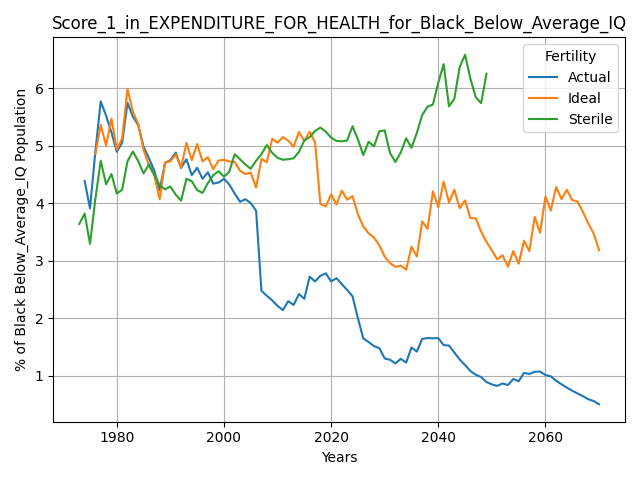 Score_1_in_EXPENDITURE_FOR_HEALTH_for_Black_Below_Average_IQ
% of Black Below_Average_IQ Population
6
5
4
3
2
1
Fertility
Actual
Ideal
Sterile
1980
2000
2020
2040
2060
Years